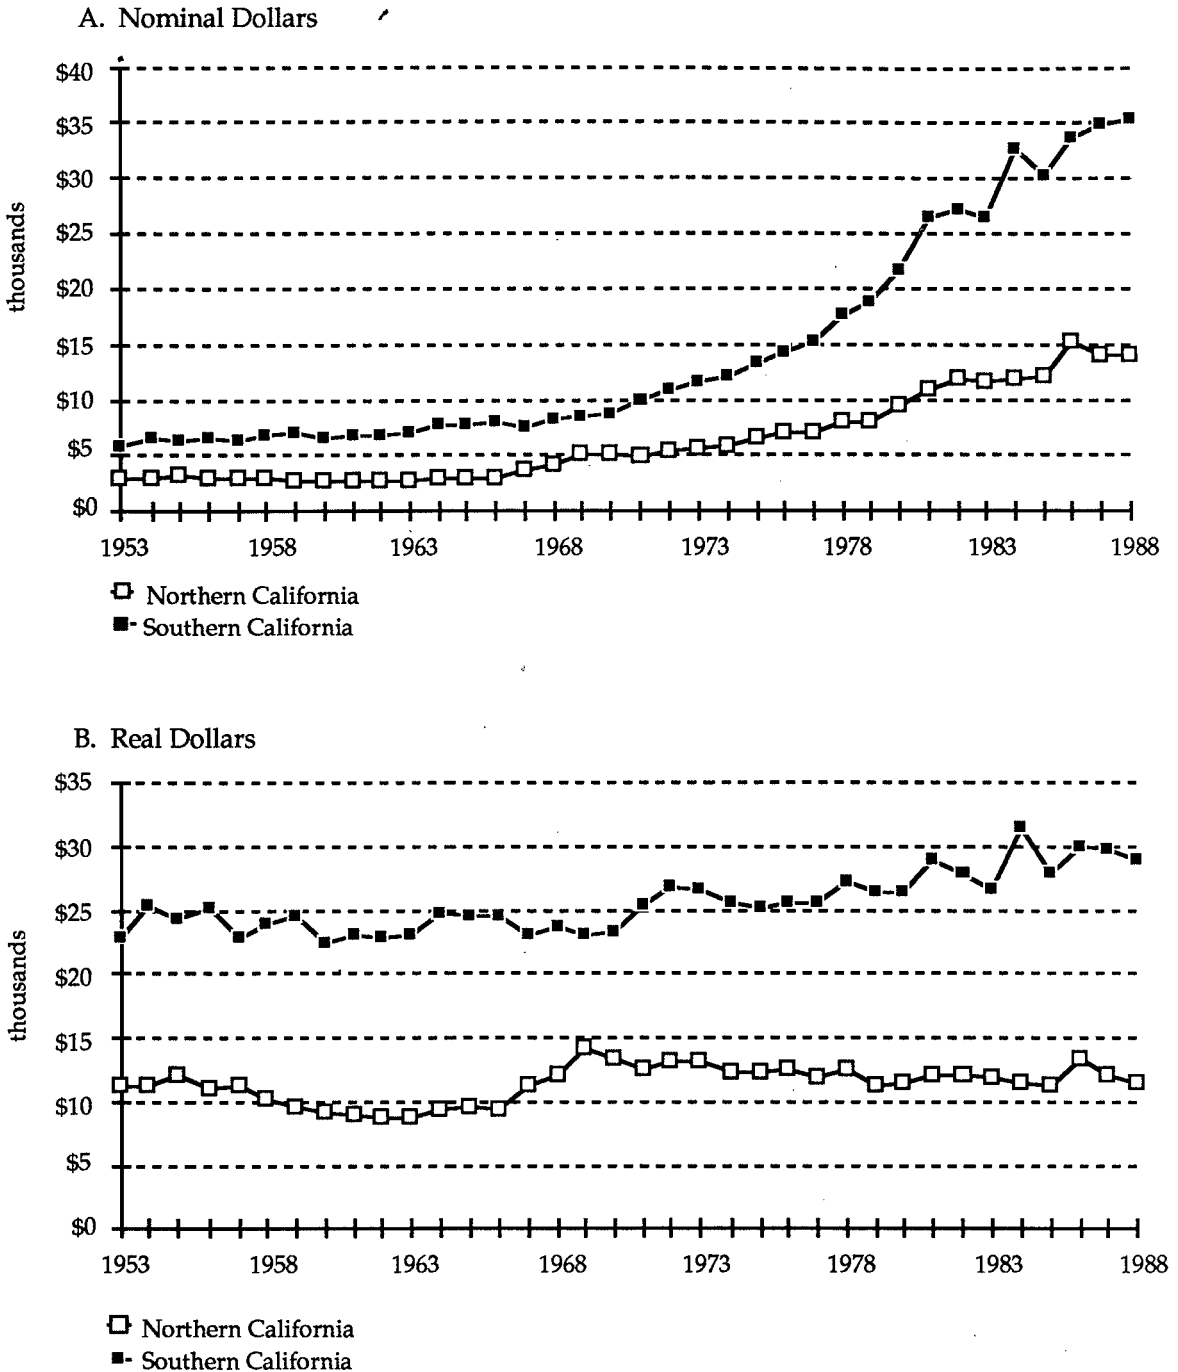 A. Nominal Dollars
$40
$35
$30
$25
$20
$15
$10
$5
$0
thousands
1953 1958 1963 1968 1973 1978 1983 1988
Northern California
Southern California
B. Real Dollars
$35
$30
$25
$20
$15
$10
$5
$0
thousands
1953 1958 1963 1968 1973 1978 1983 1988
Northern California
Southern California